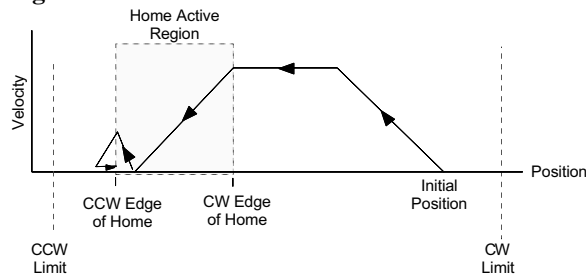 Home Active
Region
Velocity
Position
CCW Edge
of Home
CW Edge
of Home
Initial
Position
CCW
Limit
CW
Limit